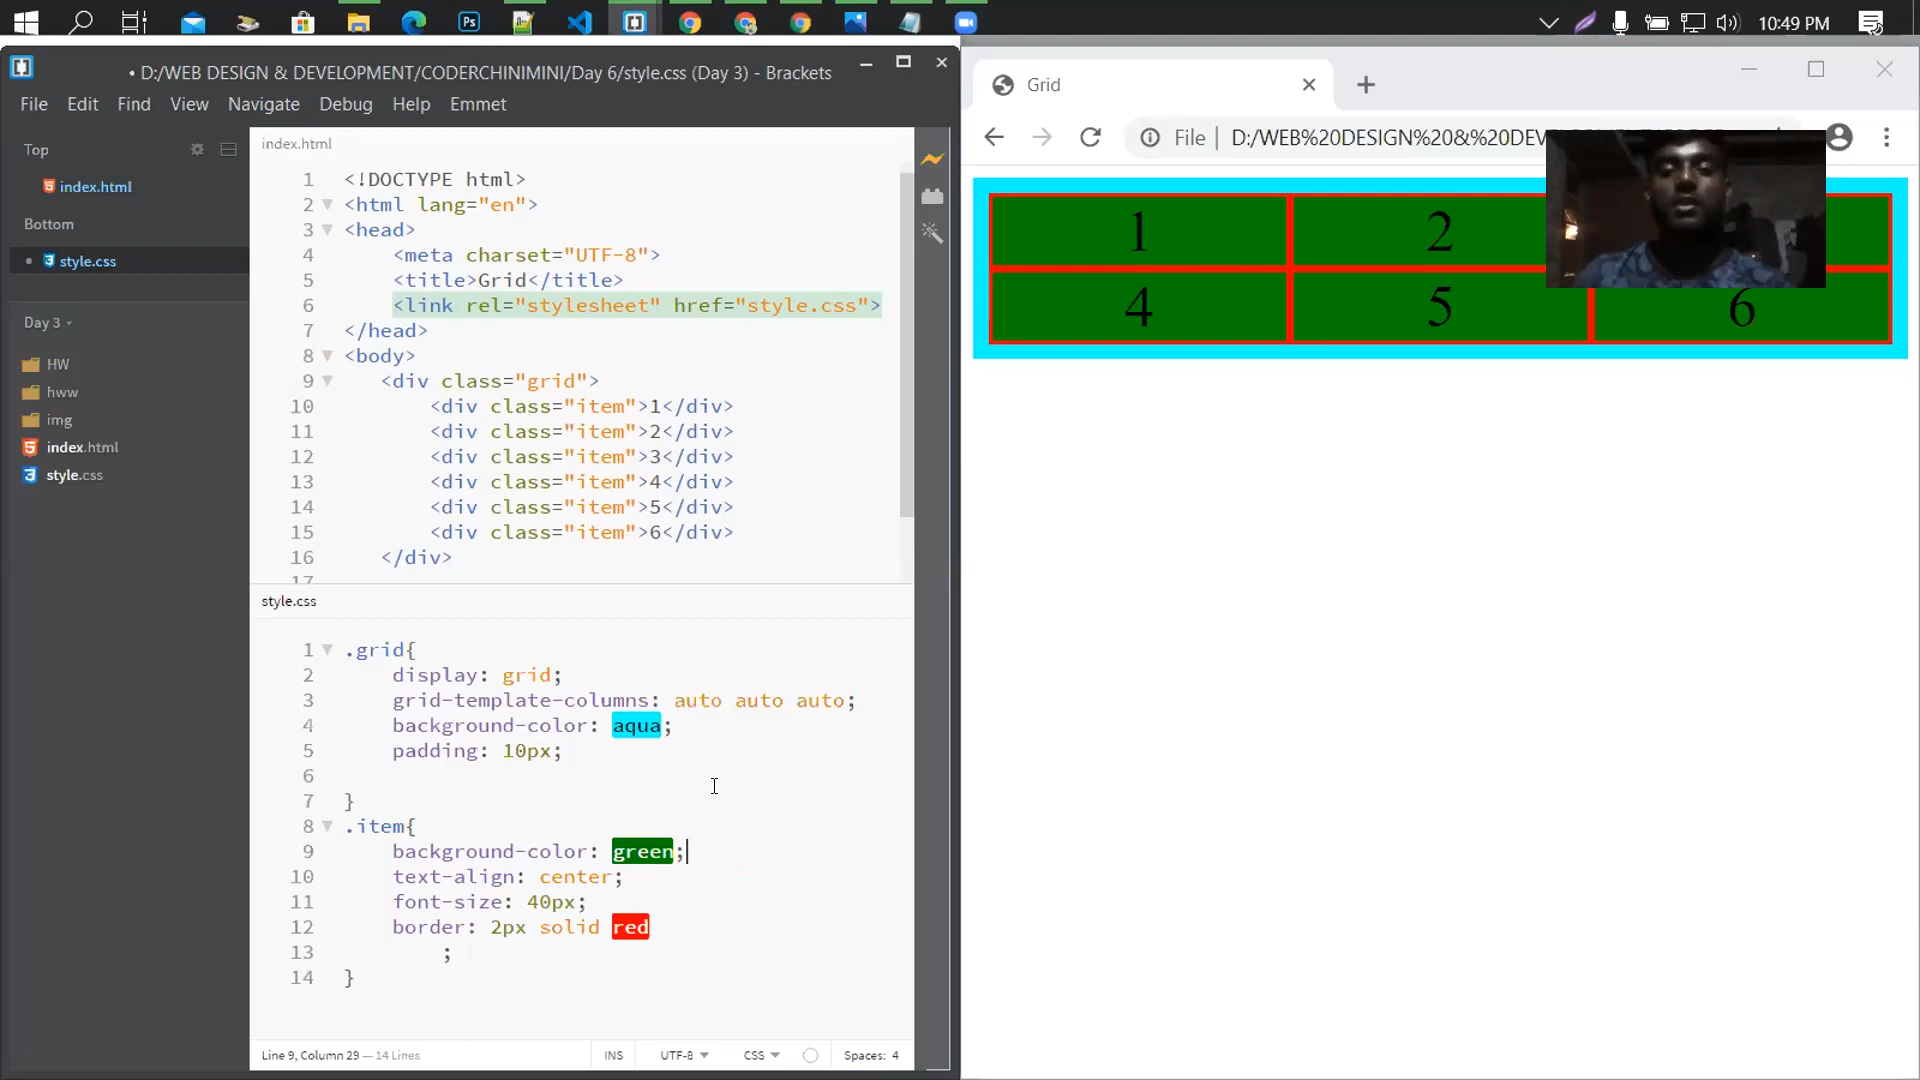 10:49 PM
• D:/WEB DESIGN & DEVELOPMENT/CODERCHINIMINI/Day 6/style.css (Day 3) - Brackets
File Edit Find View Navigate Debug Help Emmet
Top
index.html
Bottom
• style.css
Day 3
HW
hww
img
index.html
style.css
index.html
1 <!DOCTYPE html>
2 <html lang="en">
3 <head>
4 <meta charset="UTF-8">
5 <title>Grid</title>
6 <link rel="stylesheet" href="style.css">
7 </head>
8 <body>
9 <div class="grid">
10 <div class="item">1</div>
11 <div class="item">2</div>
12 <div class="item">3</div>
13 <div class="item">4</div>
14 <div class="item">5</div>
15 <div class="item">6</div>
16 </div>
17
style.css
1 .grid{
2 display: grid;
3 grid-template-columns: auto auto auto;
4 background-color: aqua;
5 padding: 10px;
6
7 }
8 .item{
9 background-color: green;
10 text-align: center;
11 font-size: 40px;
12 border: 2px solid red
13 ;
14 }
Line 9, Column 29 — 14 Lines INS UTF-8 CSS Spaces: 4
Grid
File | D:/WEB%20DESIGN%20&%20DEV
1 2
4 5 6